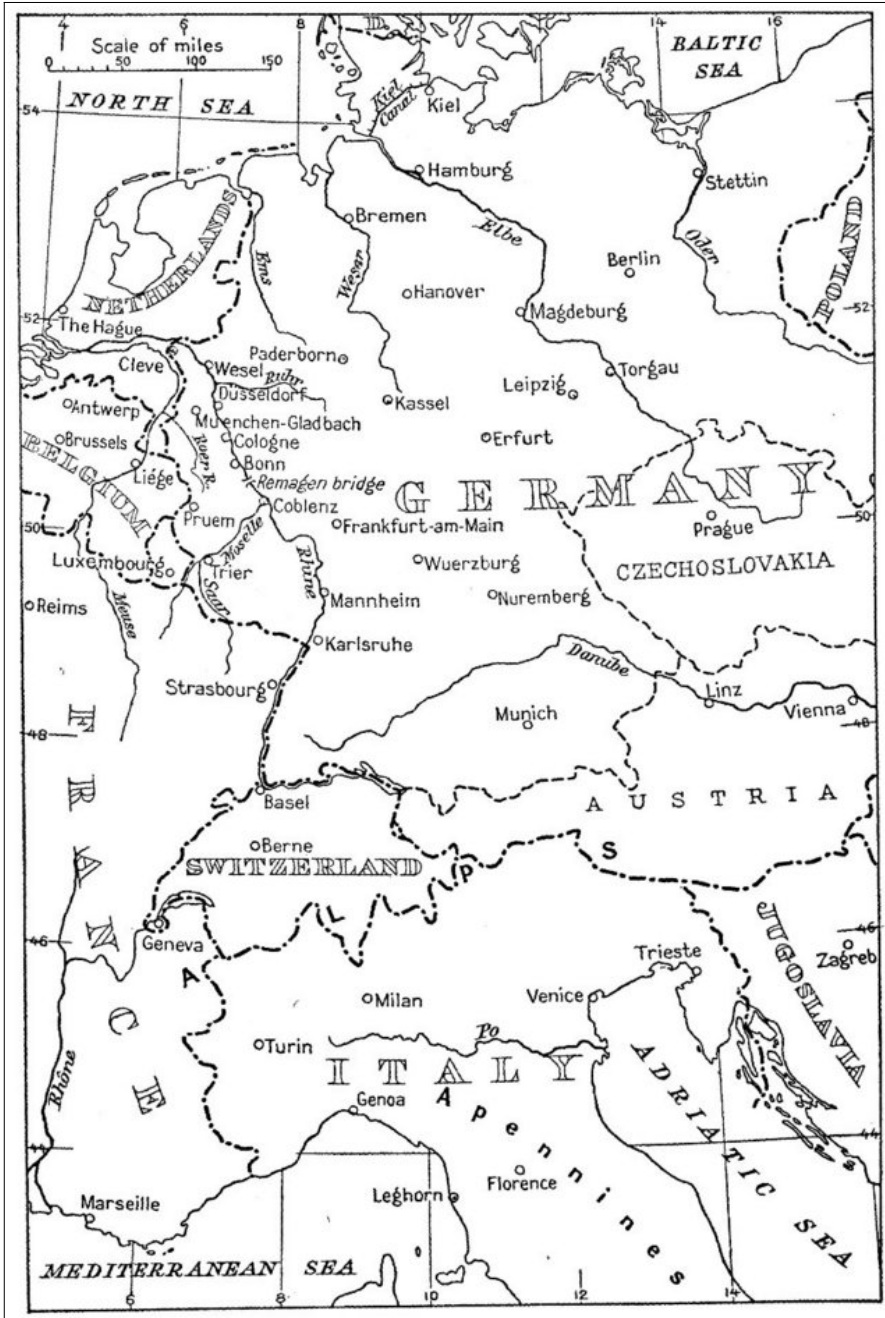 4 8 14 16
Scale of miles
0 50 100 150
D.
BALTIC
SEA
NORTH SEA
54
Kiel
Canal
Kiel
Hamburg
Stettin
Bremen
NETHERLANDS
Ems
Weser
Elbe
Oder
Berlin
POLAND
Hanover
52
The Hague
Magdeburg
52
Cleve
Wesel
Paderborn
Ruhr
Torgau
Düsseldorf
Leipzig
Antwerp
Kassel
Muenchen-Gladbach
Brussels
Cologne
Erfurt
Roer R.
BELGIUM
Bonn
Liége
Remagen bridge
GERMANY
Pruem
Coblenz
50
Frankfurt-am-Main
Prague
50
Moselle
Luxembourg
Trier
Rhine
Wuerzburg
CZECHOSLOVAKIA
Saar
Reims
Meuse
Mannheim
Nuremberg
Karlsruhe
Danube
Strasbourg
Linz
Munich
Vienna
48
48
FRANCE
Basel
AUSTRIA
Berne
SWITZERLAND
ALPS
Geneva
46
46
JUGOSLAVIA
Trieste
Zagreb
Milan
Venice
Po
Turin
ITALY
Rhône
Genoa
Apennines
ADRIATIC SEA
44
44
Florence
Leghorn
Marseille
MEDITERRANEAN SEA
6 8 10 12 14